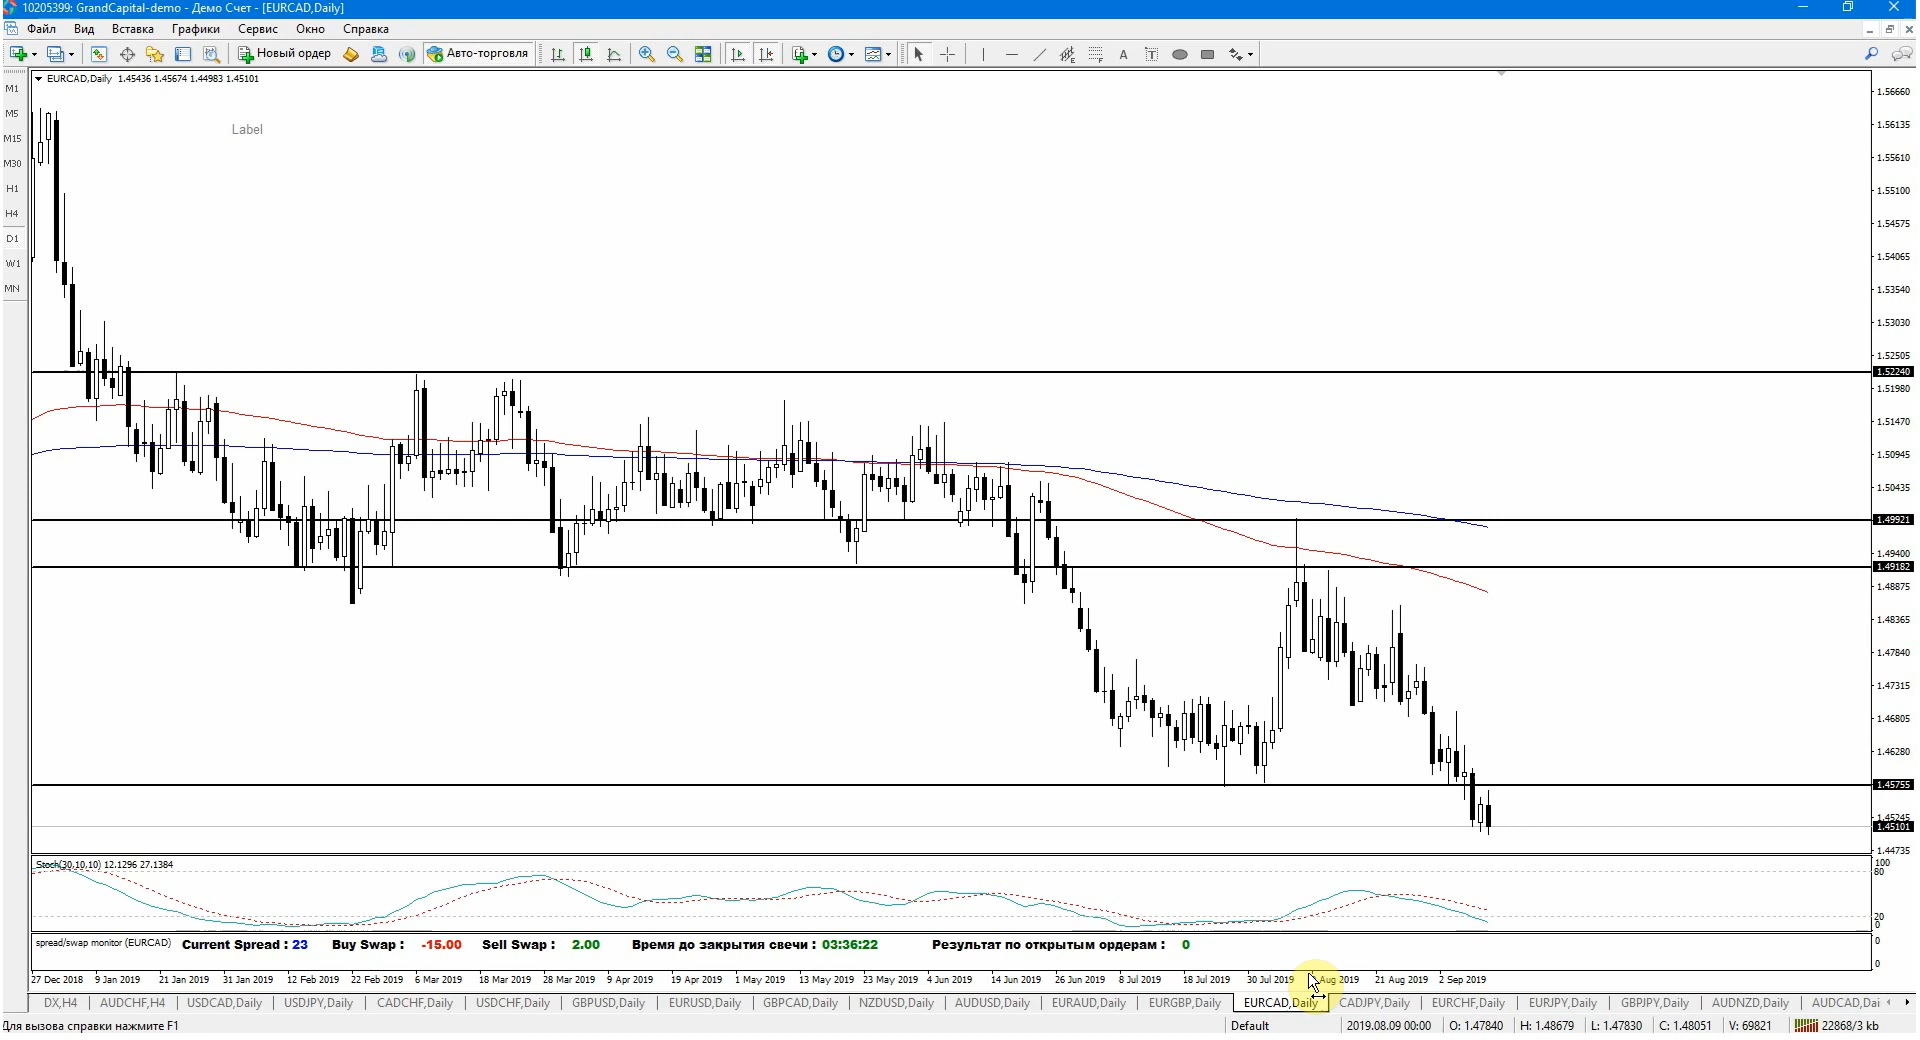 10205399: GrandCapital-demo - Демо Счет - [EURCAD,Daily]
Файл Вид Вставка Графики Сервис Окно Справка
Новый ордер Авто-торговля
EURCAD,Daily 1.45436 1.45674 1.44983 1.45101
M1
M5
M15
M30
H1
H4
D1
W1
MN
Label
1.56660
1.56135
1.55610
1.55100
1.54575
1.54065
1.53540
1.53030
1.52505
1.52240
1.51980
1.51470
1.50945
1.50435
1.49921
1.49400
1.49182
1.48875
1.48365
1.47840
1.47315
1.46805
1.46280
1.45755
1.45245
1.45101
1.44735
Stoch(30,10,10) 12.1296 27.1384
100
80
20
0
spread/swap monitor (EURCAD) Current Spread : 23 Buy Swap : -15.00 Sell Swap : 2.00 Время до закрытия свечи : 03:36:22 Результат по открытым ордерам : 0
0
0
27 Dec 2018 9 Jan 2019 21 Jan 2019 31 Jan 2019 12 Feb 2019 22 Feb 2019 6 Mar 2019 18 Mar 2019 28 Mar 2019 9 Apr 2019 19 Apr 2019 1 May 2019 13 May 2019 23 May 2019 4 Jun 2019 14 Jun 2019 26 Jun 2019 8 Jul 2019 18 Jul 2019 30 Jul 2019 Aug 2019 21 Aug 2019 2 Sep 2019
DX,H4 AUDCHF,H4 USDCAD,Daily USDJPY,Daily CADCHF,Daily USDCHF,Daily GBPUSD,Daily EURUSD,Daily GBPCAD,Daily NZDUSD,Daily AUDUSD,Daily EURAUD,Daily EURGBP,Daily EURCAD,Daily CADJPY,Daily EURCHF,Daily EURJPY,Daily GBPJPY,Daily AUDNZD,Daily AUDCAD,Dai
Для вызова справки нажмите F1 Default 2019.08.09 00:00 O: 1.47840 H: 1.48679 L: 1.47830 C: 1.48051 V: 69821 22868/3 kb